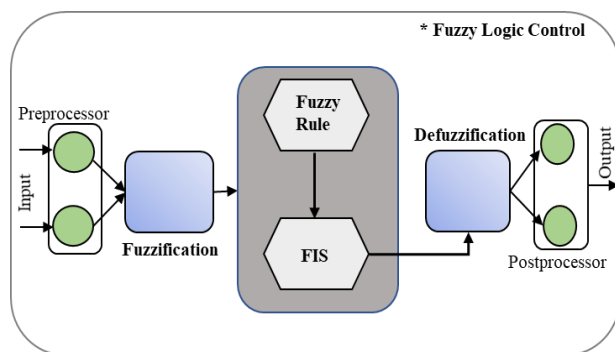 * Fuzzy Logic Control
Preprocessor
Input
Fuzzification
Fuzzy
Rule
FIS
Defuzzification
Output
Postprocessor